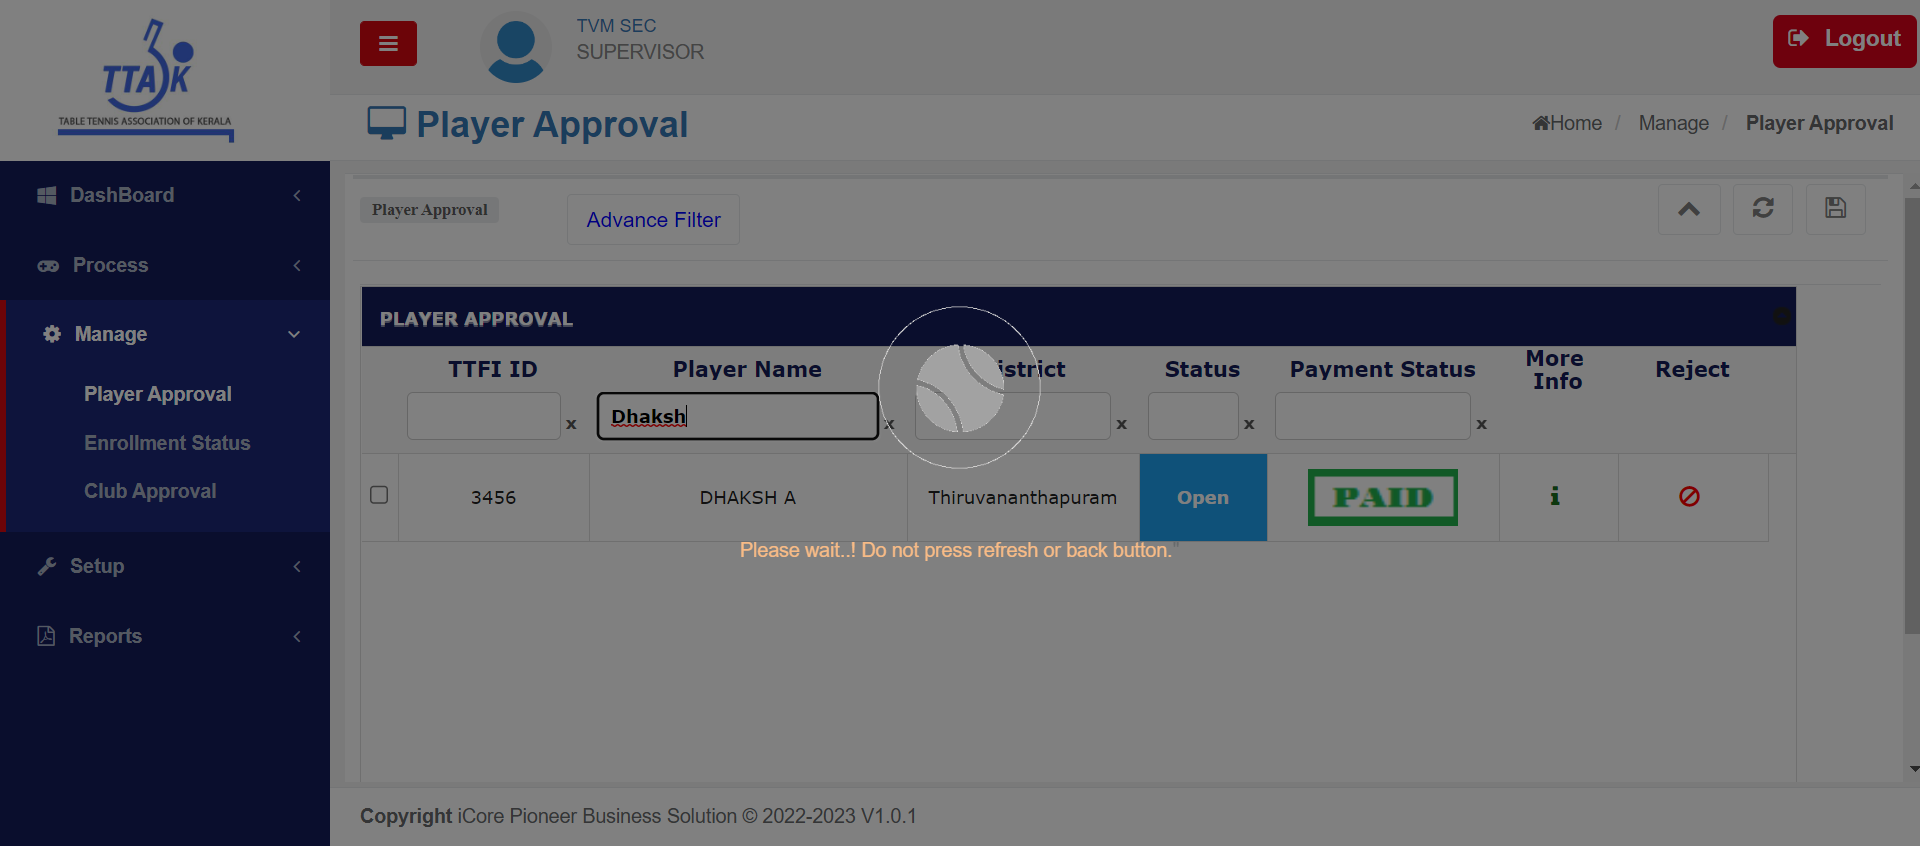 TTAK
TABLE TENNIS ASSOCIATION OF KERALA
TVM SEC
SUPERVISOR
Logout
Player Approval
Home / Manage / Player Approval
DashBoard
Process
Manage
Player Approval
Enrollment Status
Club Approval
Setup
Reports
Player Approval
Advance Filter
PLAYER APPROVAL
TTFI ID Player Name istrict Status Payment Status More Info Reject
x Dhaksh x x x x
3456 DHAKSH A Thiruvananthapuram Open PAID
Please wait..! Do not press refresh or back button."
Copyright iCore Pioneer Business Solution © 2022-2023 V1.0.1